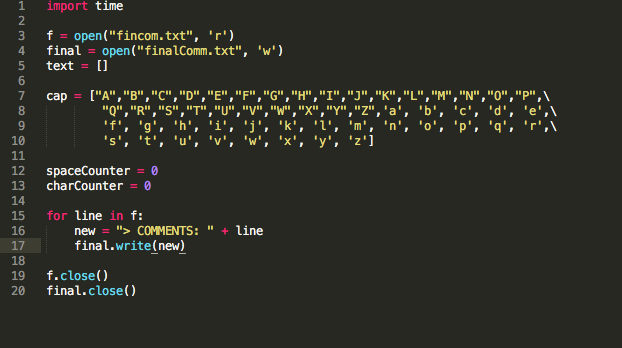 1 import time
2
3 f = open("fincom.txt", 'r')
4 final = open("finalComm.txt", 'w')
5 text = []
6
7 cap = ["A","B","C","D","E","F","G","H","I","J","K","L","M","N","O","P",\
8 "Q","R","S","T","U","V","W","X","Y","Z",'a', 'b', 'c', 'd', 'e',\
9 'f', 'g', 'h', 'i', 'j', 'k', 'l', 'm', 'n', 'o', 'p', 'q', 'r',\
10 's', 't', 'u', 'v', 'w', 'x', 'y', 'z']
11
12 spaceCounter = 0
13 charCounter = 0
14
15 for line in f:
16 new = "> COMMENTS: " + line
17 final.write(new)
18
19 f.close()
20 final.close()